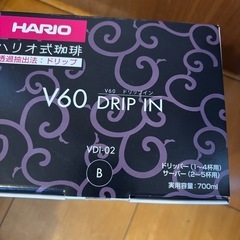 HARIO
ハリオ式珈琲
透過抽出法：ドリップ
V60 ドリップイン
V60 DRIP IN
VDI-02
B
ドリッパー（1～4杯用）
サーバー（2～5杯用）
実用容量：700ml